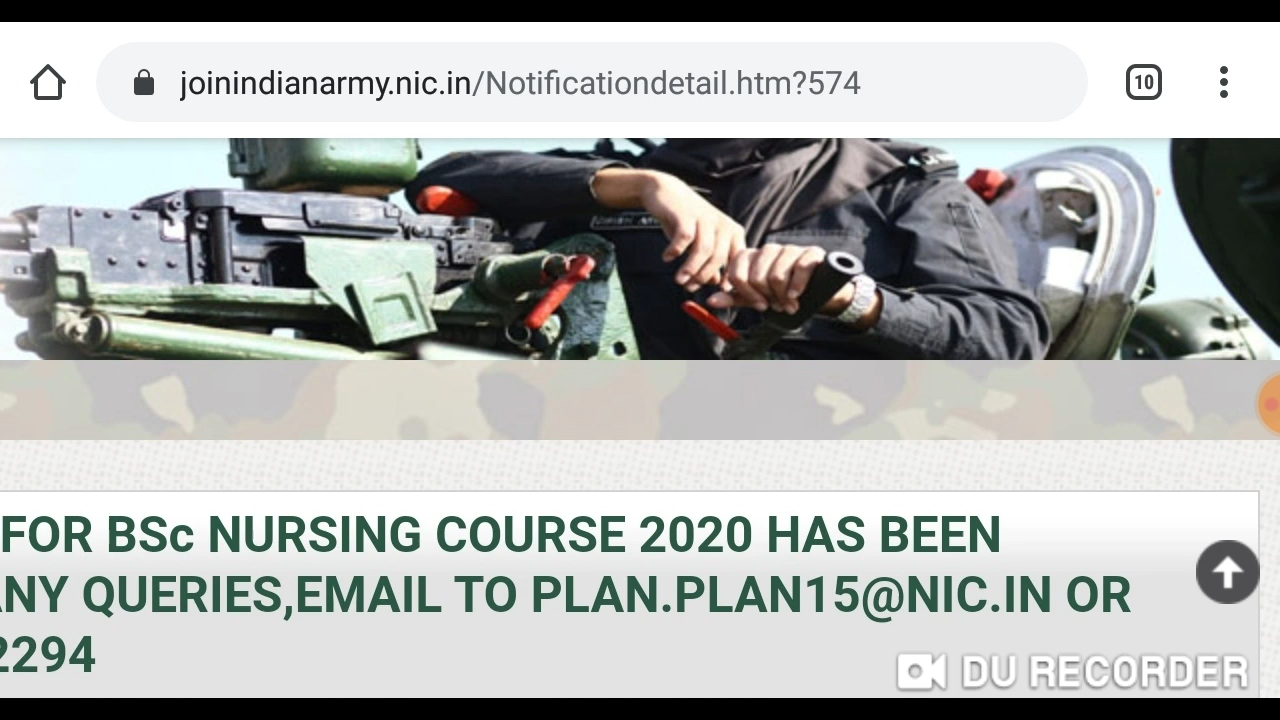 joinindianarmy.nic.in/Notificationdetail.htm?574
10
FOR BSc NURSING COURSE 2020 HAS BEEN
ANY QUERIES,EMAIL TO PLAN.PLAN15@NIC.IN OR
2294
DU RECORDER